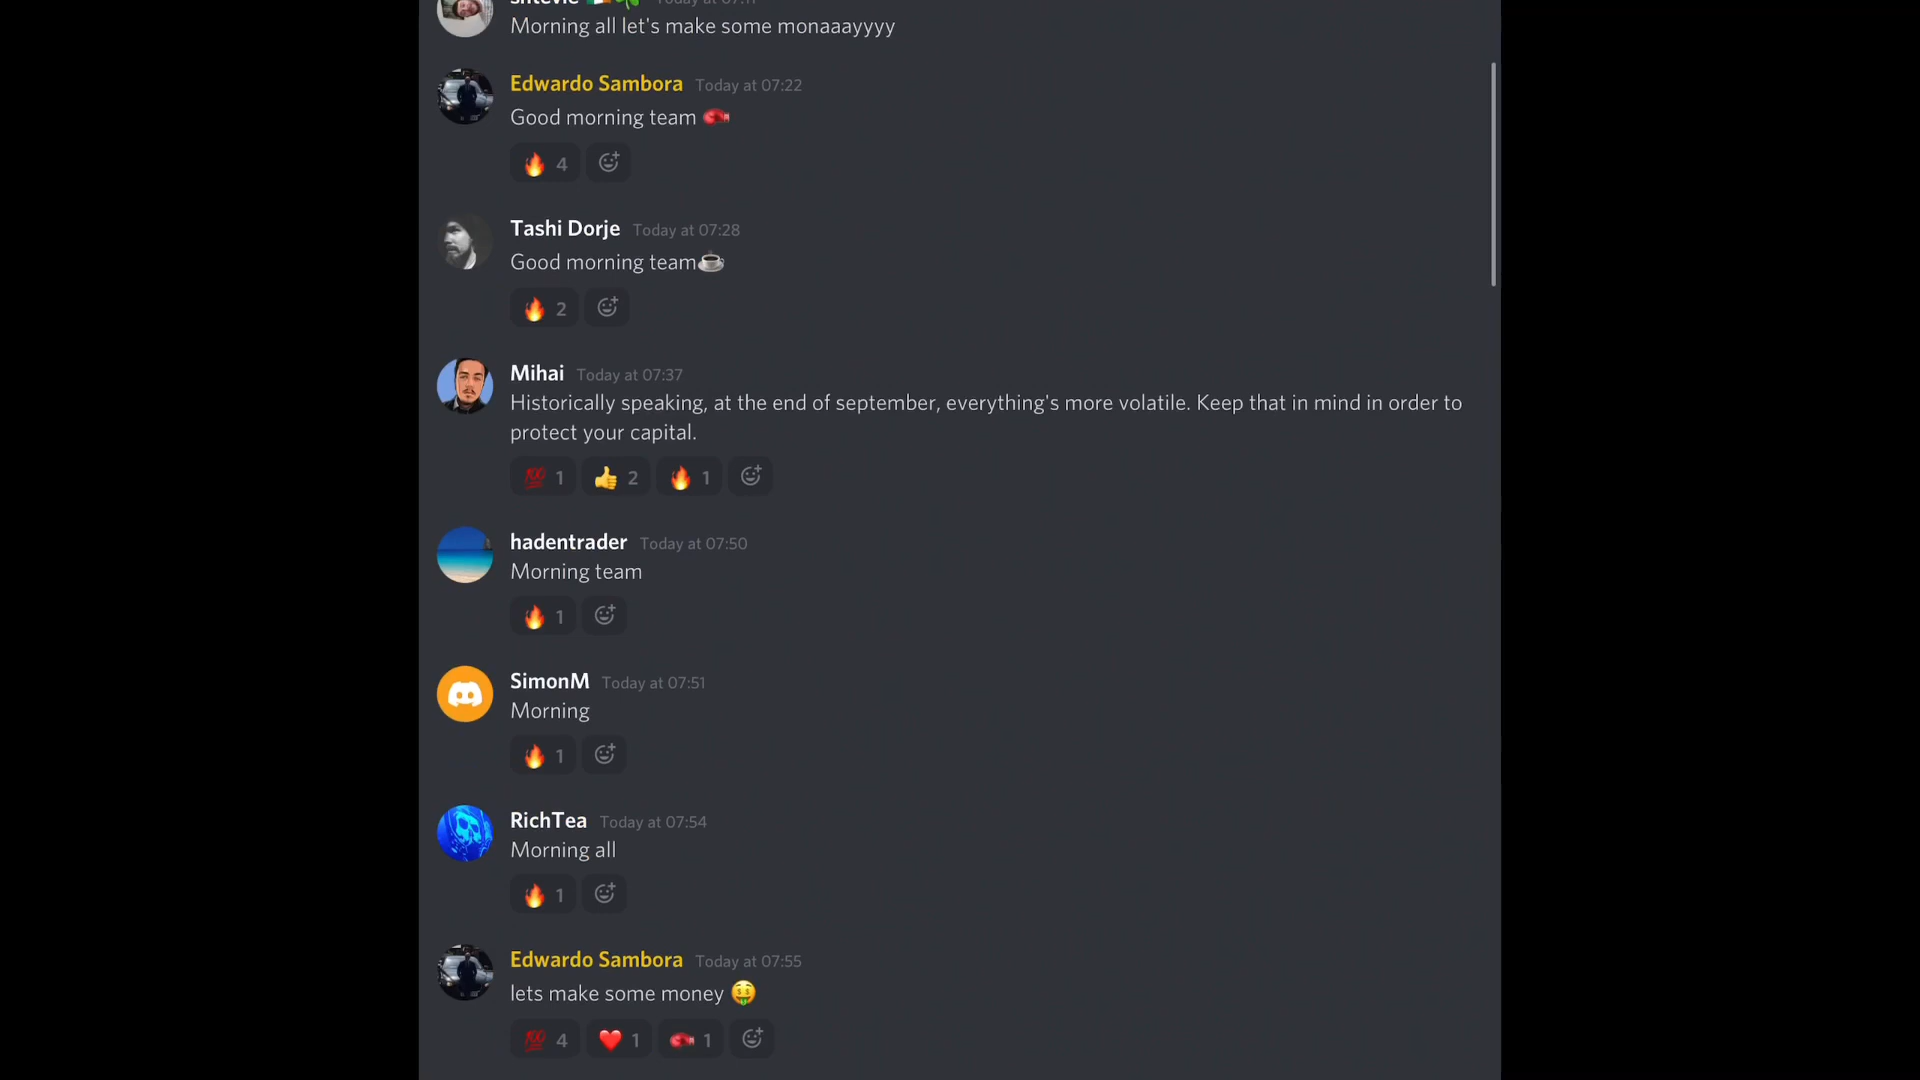 Morning all let's make some monaaayyyy
Edwardo Sambora Today at 07:22
Good morning team
4
Tashi Dorje Today at 07:28
Good morning team
2
Mihai Today at 07:37
Historically speaking, at the end of september, everything's more volatile. Keep that in mind in order to
protect your capital.
100 1 2 1
hadentrader Today at 07:50
Morning team
1
SimonM Today at 07:51
Morning
1
RichTea Today at 07:54
Morning all
1
Edwardo Sambora Today at 07:55
lets make some money
100 4 1 1